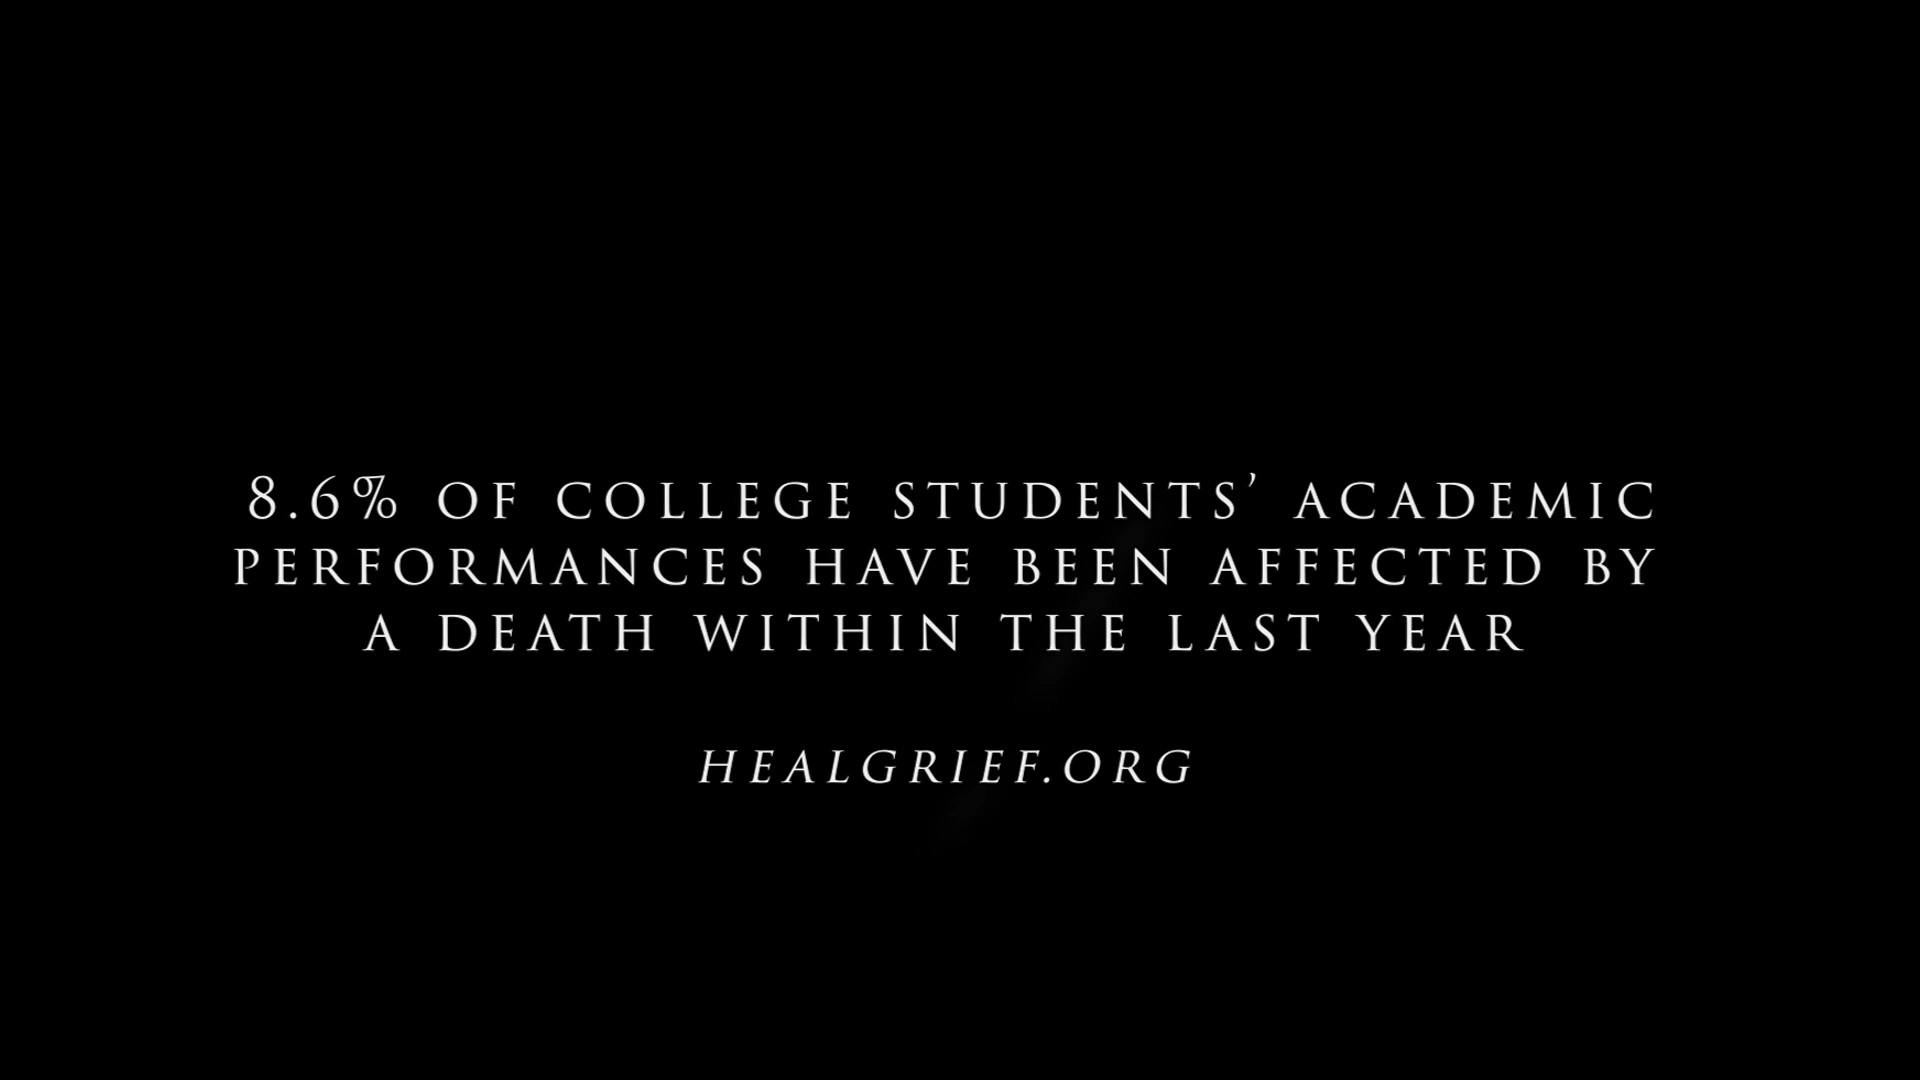 8.6% OF COLLEGE STUDENTS’ ACADEMIC
PERFORMANCES HAVE BEEN AFFECTED BY
A DEATH WITHIN THE LAST YEAR
HEALGRIEF.ORG